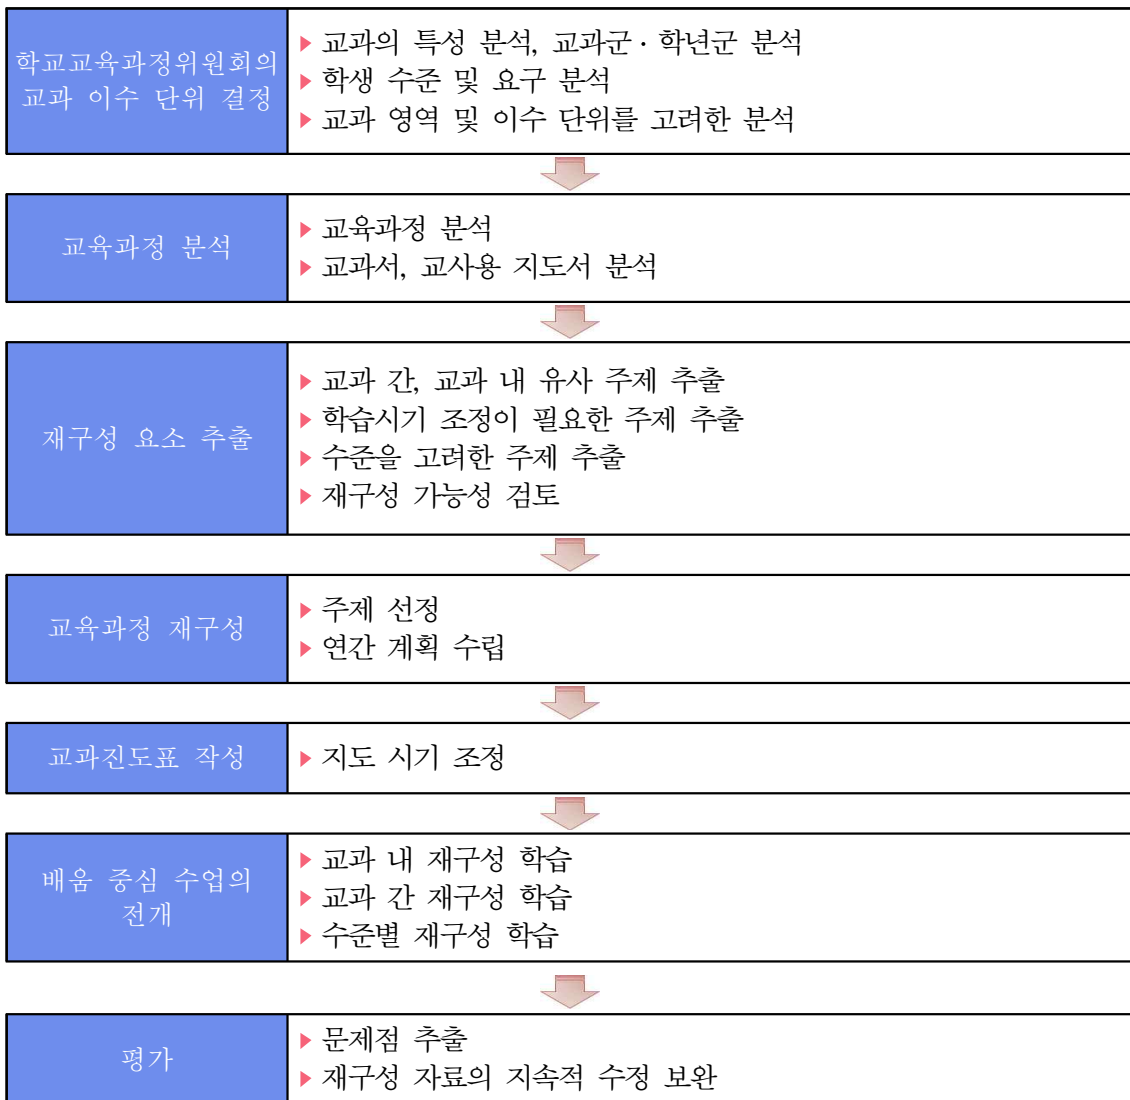 학교교육과정위원회의
교과 이수 단위 결정
▶ 교과의 특성 분석, 교과군·학년군 분석
▶ 학생 수준 및 요구 분석
▶ 교과 영역 및 이수 단위를 고려한 분석
교육과정 분석
▶ 교육과정 분석
▶ 교과서, 교사용 지도서 분석
재구성 요소 추출
▶ 교과 간, 교과 내 유사 주제 추출
▶ 학습시기 조정이 필요한 주제 추출
▶ 수준을 고려한 주제 추출
▶ 재구성 가능성 검토
교육과정 재구성
▶ 주제 선정
▶ 연간 계획 수립
교과진도표 작성
▶ 지도 시기 조정
배움 중심 수업의
전개
▶ 교과 내 재구성 학습
▶ 교과 간 재구성 학습
▶ 수준별 재구성 학습
평가
▶ 문제점 추출
▶ 재구성 자료의 지속적 수정 보완